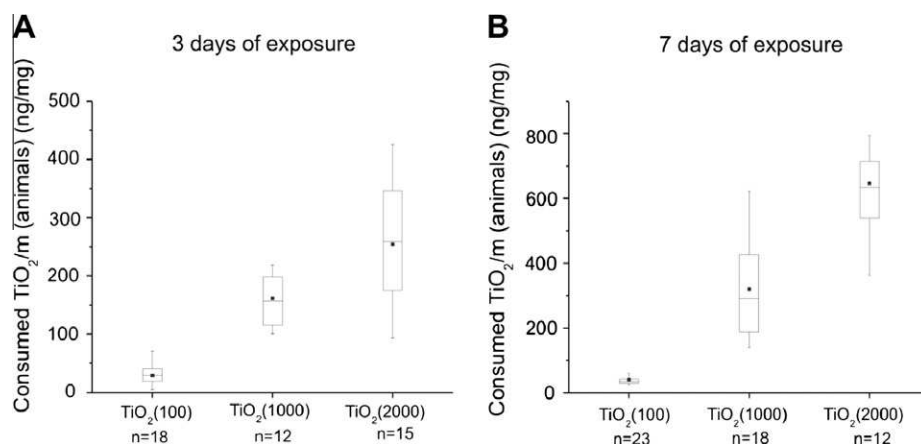 A
3 days of exposure
Consumed TiO₂/m (animals) (ng/mg)
500
400
300
200
100
0
TiO₂(100)
n=18
TiO₂(1000)
n=12
TiO₂(2000)
n=15
B
7 days of exposure
Consumed TiO₂/m (animals) (ng/mg)
800
600
400
200
0
TiO₂(100)
n=23
TiO₂(1000)
n=18
TiO₂(2000)
n=12